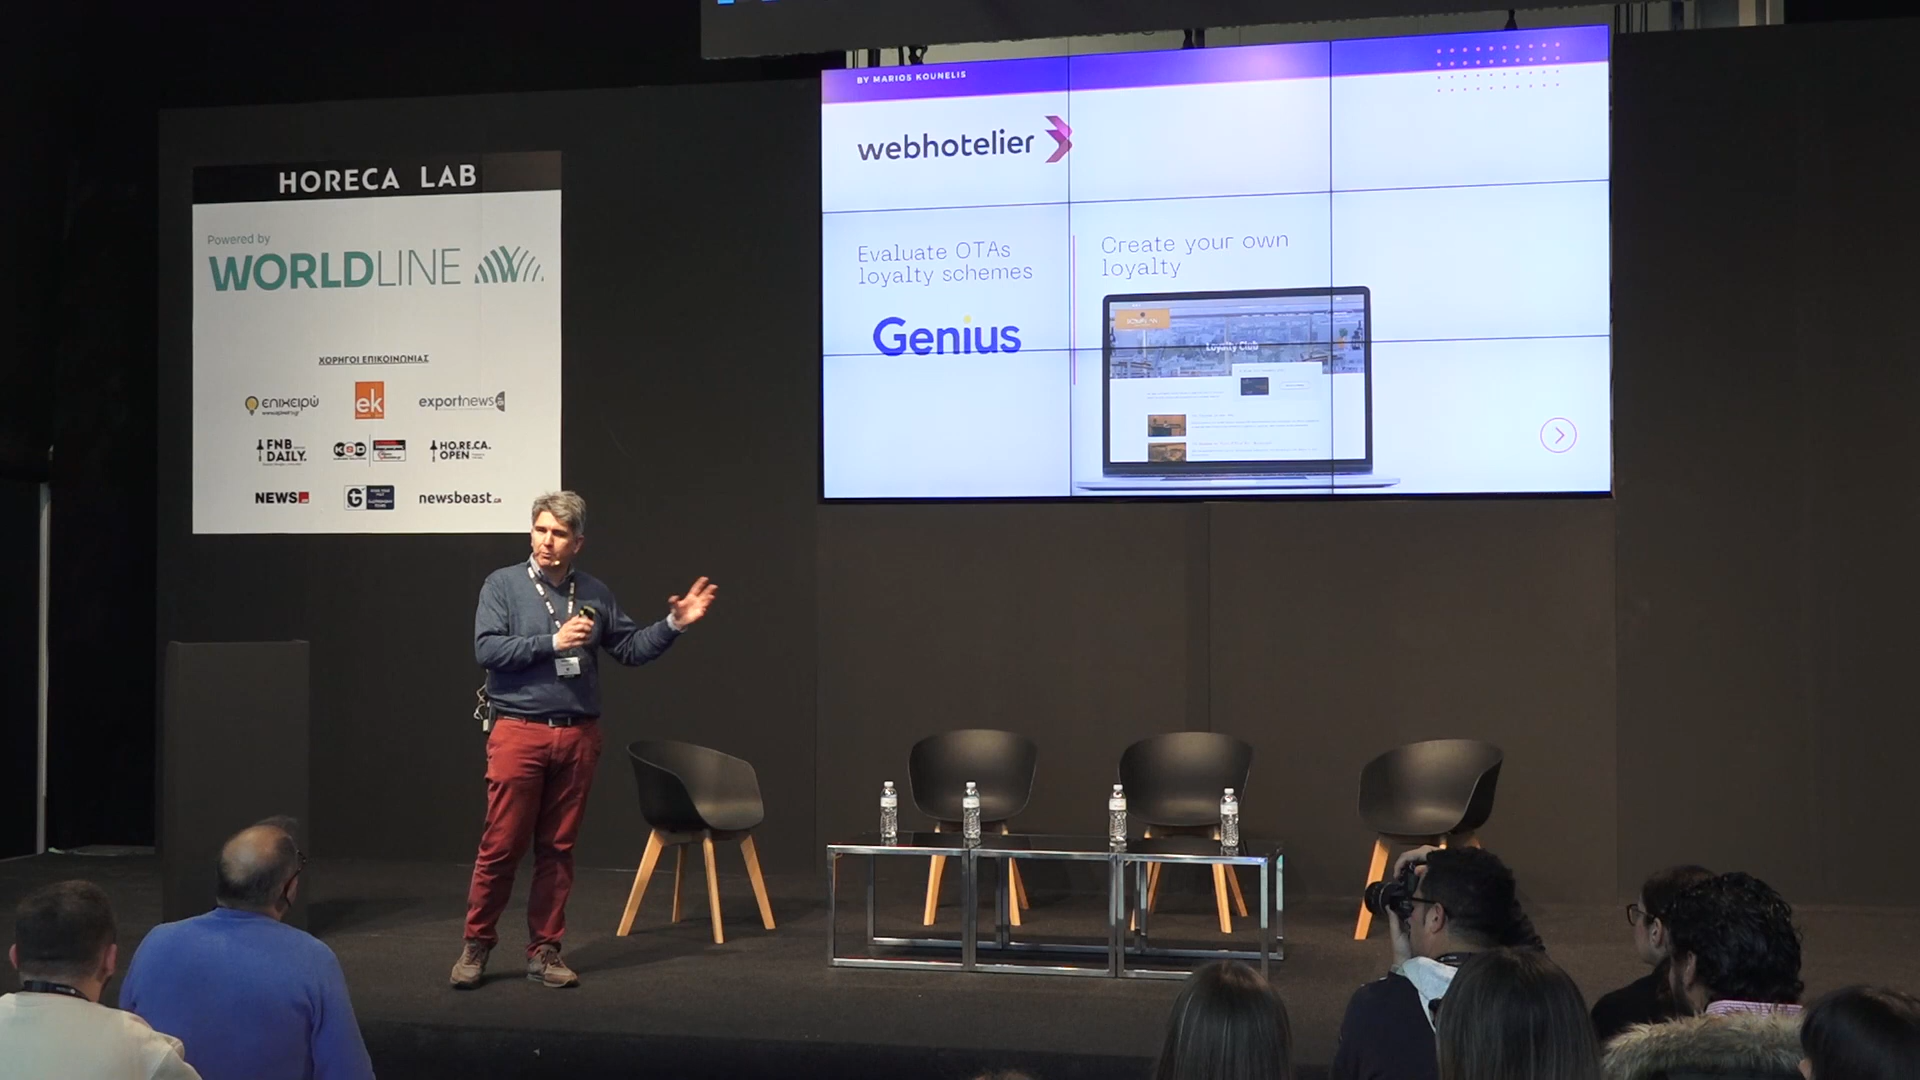 HORECA LAB
Powered by
WORLDLINE
ΧΟΡΗΓΟΙ ΕΠΙΚΟΙΝΩΝΙΑΣ
επιχειρώ
ek
exportnews
FNB
DAILY.
HO.RE.CA.
OPEN
NEWS
newsbeast
BY MARIOS KOUNELIS
webhotelier
Evaluate OTAs
loyalty schemes
Genius
Create your own
loyalty
Loyalty Club